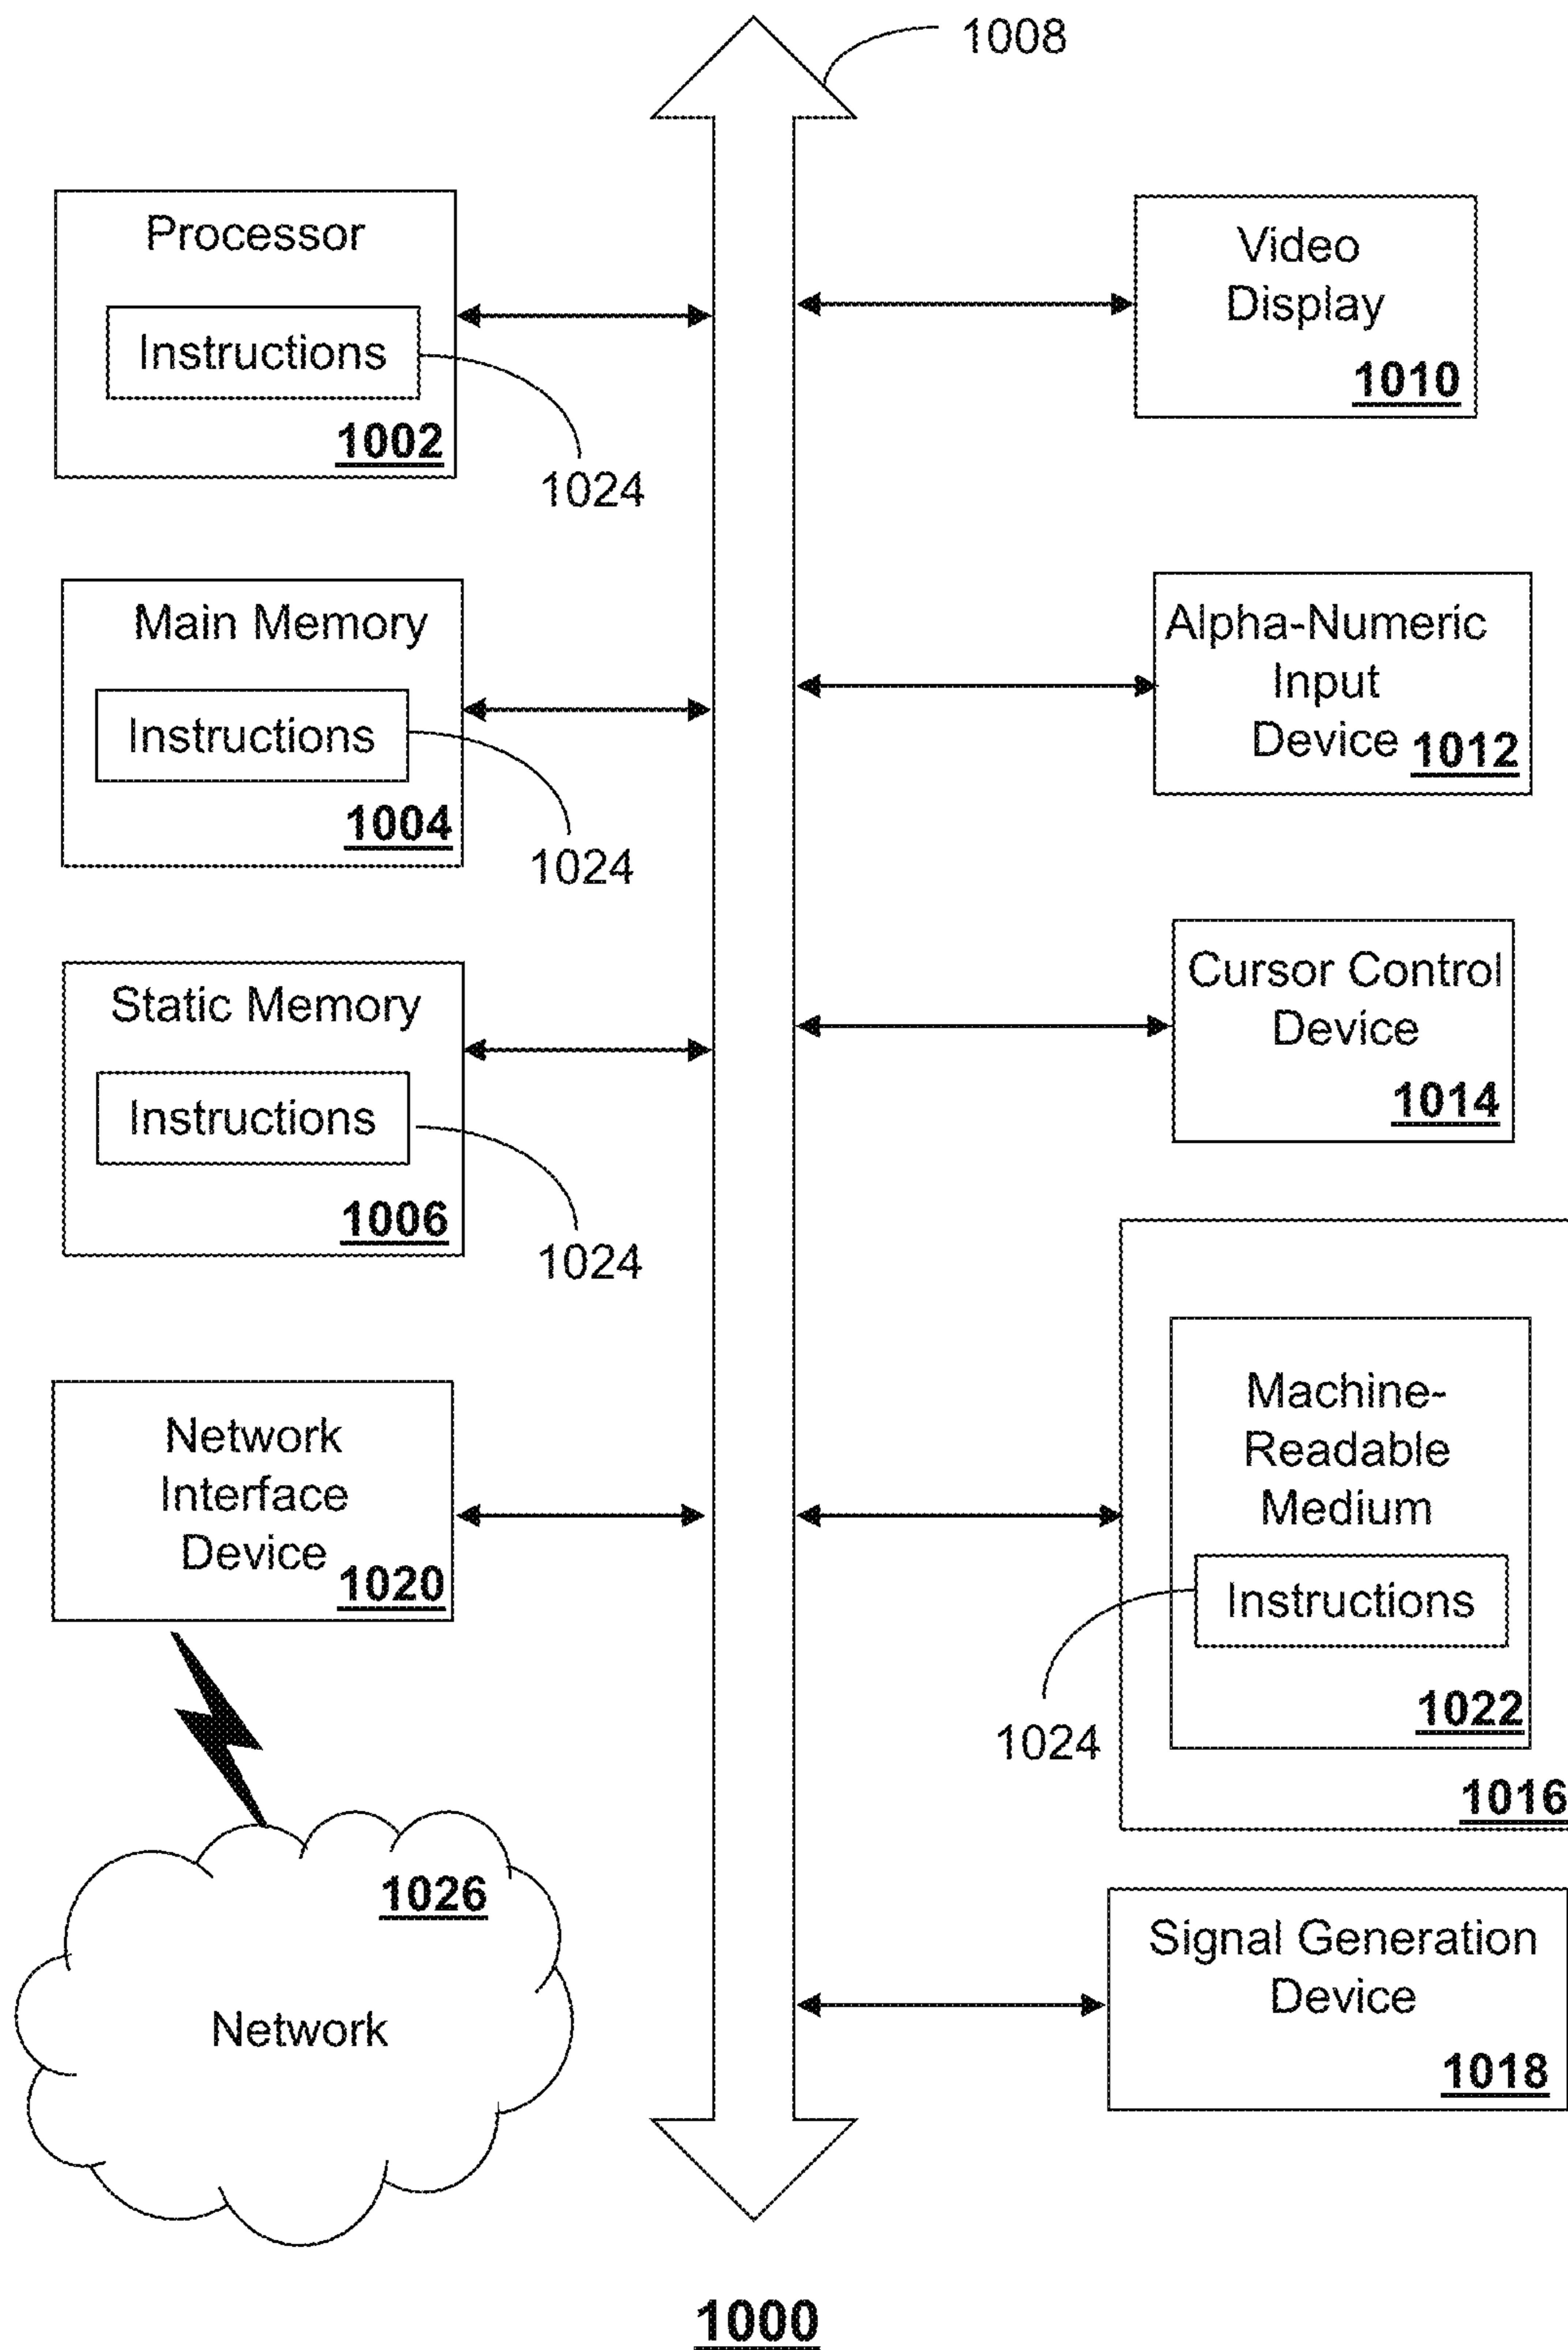 1008
Processor
Instructions
1002
1024
Main Memory
Instructions
1004
1024
Static Memory
Instructions
1006
1024
Network
Interface
Device
1020
1026
Network
Video
Display
1010
Alpha-Numeric
Input
Device 1012
Cursor Control
Device
1014
Machine-
Readable
Medium
Instructions
1024
1022
1016
Signal Generation
Device
1018
1000